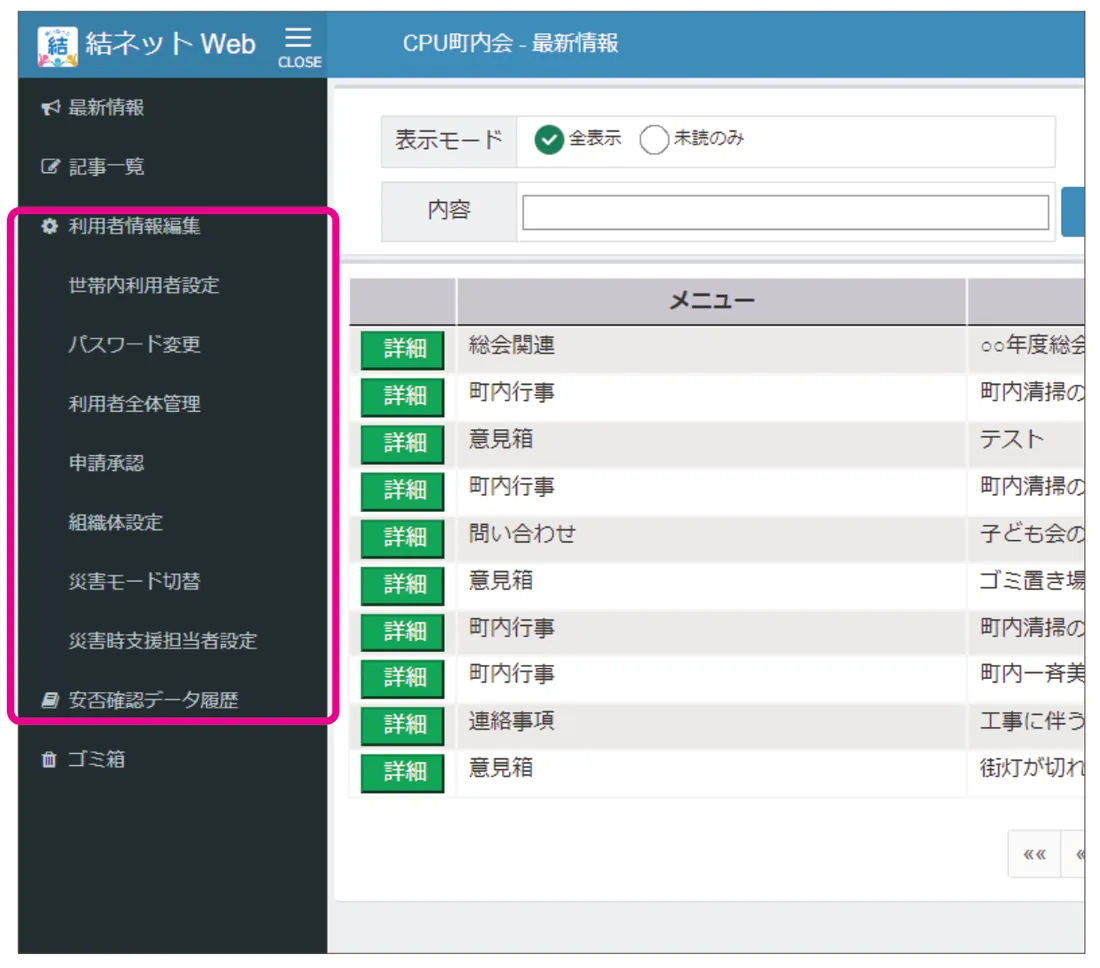 結
結ネット Web
CLOSE
CPU町内会 - 最新情報
最新情報
記事一覧
利用者情報編集
世帯内利用者設定
パスワード変更
利用者全体管理
申請承認
組織体設定
災害モード切替
災害時支援担当者設定
安否確認データ履歴
ゴミ箱
表示モード 全表示 未読のみ
内容
メニュー
詳細 総会関連 ○○年度総会
詳細 町内行事 町内清掃の
詳細 意見箱 テスト
詳細 町内行事 町内清掃の
詳細 問い合わせ 子ども会の
詳細 意見箱 ゴミ置き場
詳細 町内行事 町内清掃の
詳細 町内行事 町内一斉美
詳細 連絡事項 工事に伴う
詳細 意見箱 街灯が切れ
«« «